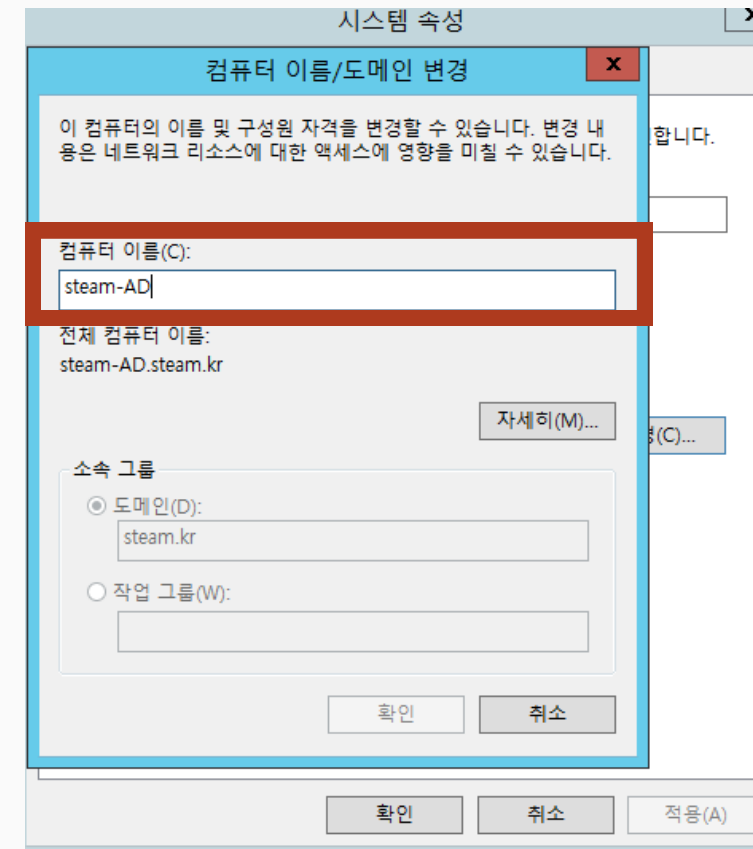 시스템 속성
컴퓨터 이름/도메인 변경
이 컴퓨터의 이름 및 구성원 자격을 변경할 수 있습니다. 변경 내
용은 네트워크 리소스에 대한 액세스에 영향을 미칠 수 있습니다.
합니다.
컴퓨터 이름(C):
steam-AD
전체 컴퓨터 이름:
steam-AD.steam.kr
자세히(M)...
(C)...
소속 그룹
도메인(D):
steam.kr
작업 그룹(W):
확인
취소
확인
취소
적용(A)